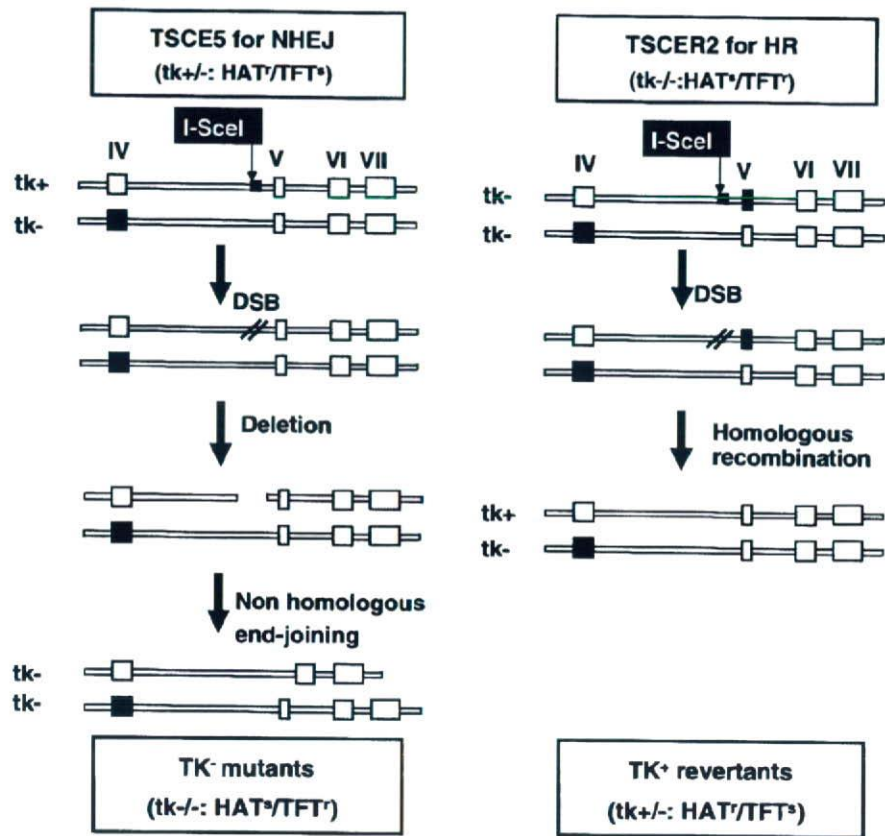 TSCE5 for NHEJ
(tk+/-: HATʳ/TFTˢ)
I-SceI
IV V VI VII
tk+
tk-
DSB
Deletion
Non homologous
end-joining
tk-
tk-
TK⁻ mutants
(tk-/-: HATˢ/TFTʳ)
TSCER2 for HR
(tk-/-:HATˢ/TFTʳ)
I-SceI
IV V VI VII
tk-
tk-
DSB
Homologous
recombination
tk+
tk-
TK⁺ revertants
(tk+/-: HATʳ/TFTˢ)